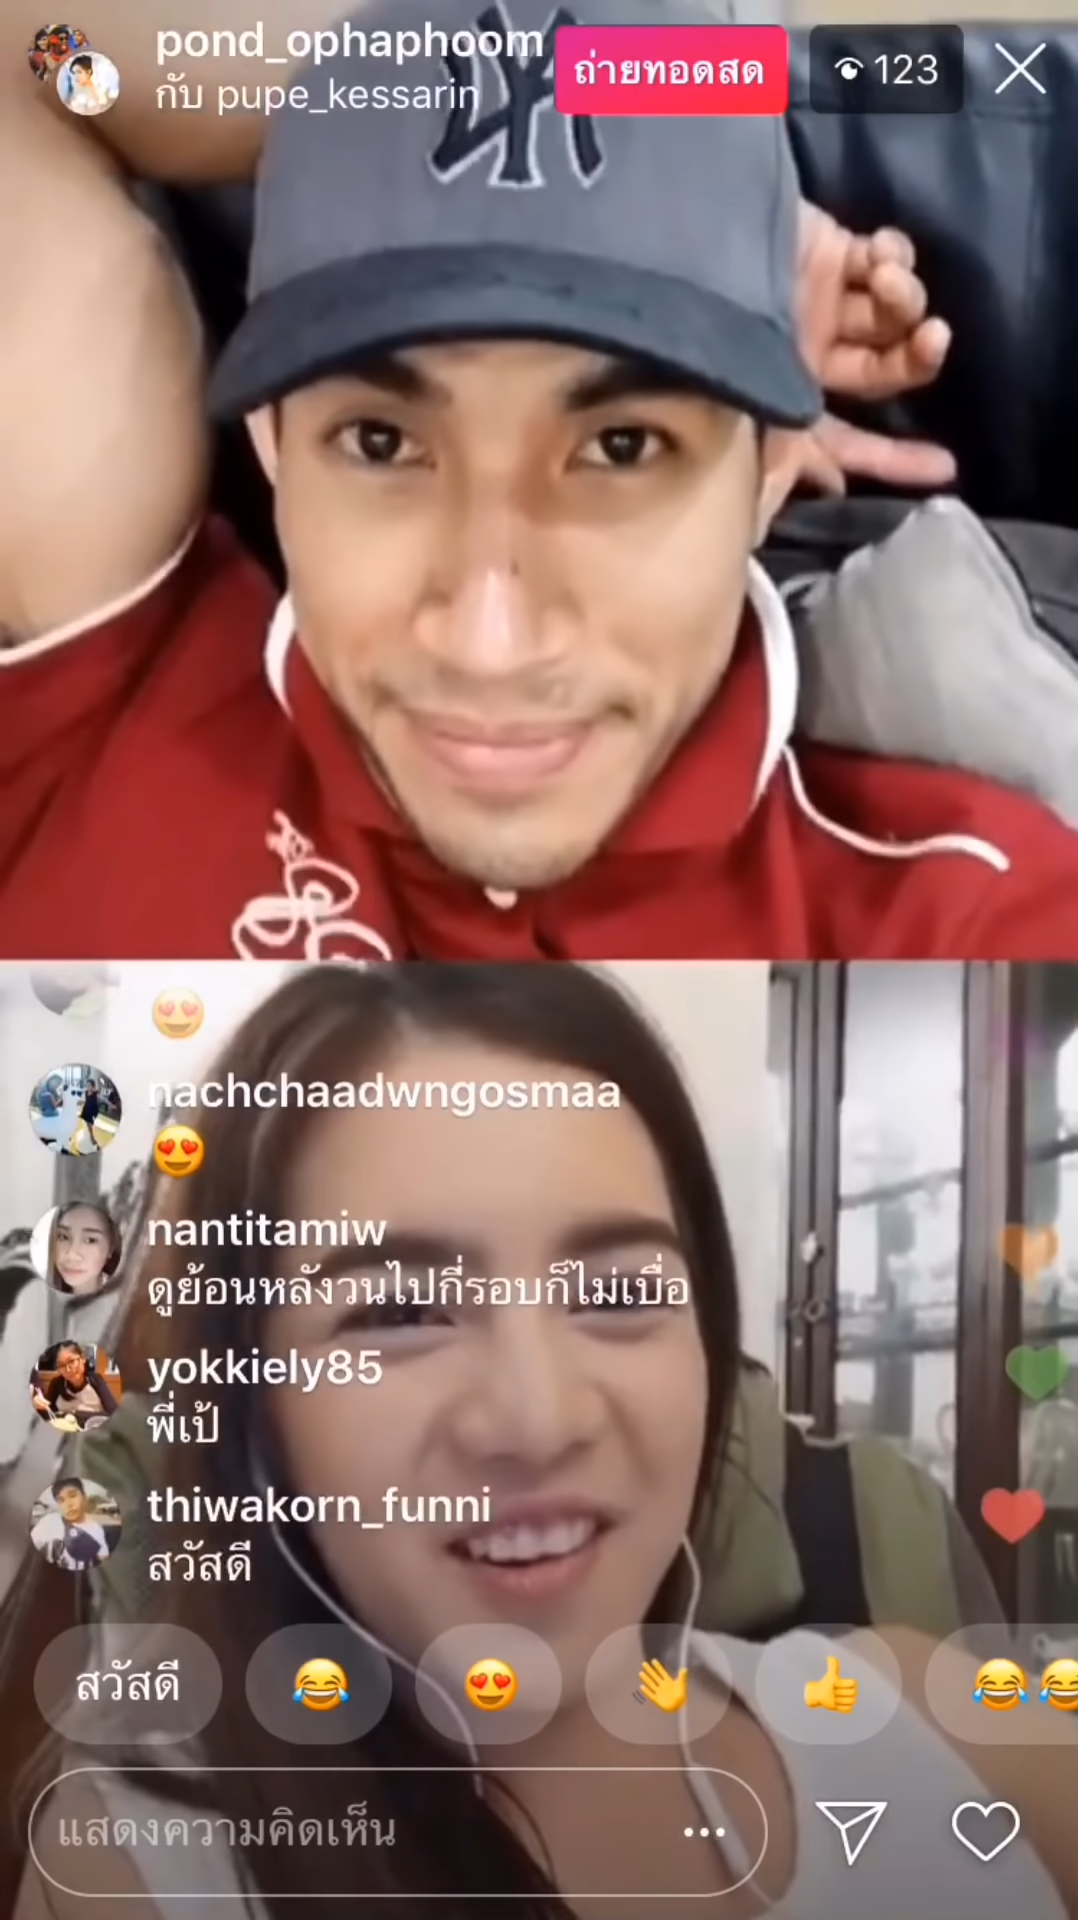 pond_ophaphoom
กับ pupe_kessarin
ถ่ายทอดสด
123
NY
nachchaadwngosmaa
😍
nantitamiw
ดูย้อนหลังวนไปกี่รอบก็ไม่เบื่อ
yokkiely85
พี่เป้
thiwakorn_funni
สวัสดี
สวัสดี 😂 😍 👋 👍 😂😂
แสดงความคิดเห็น